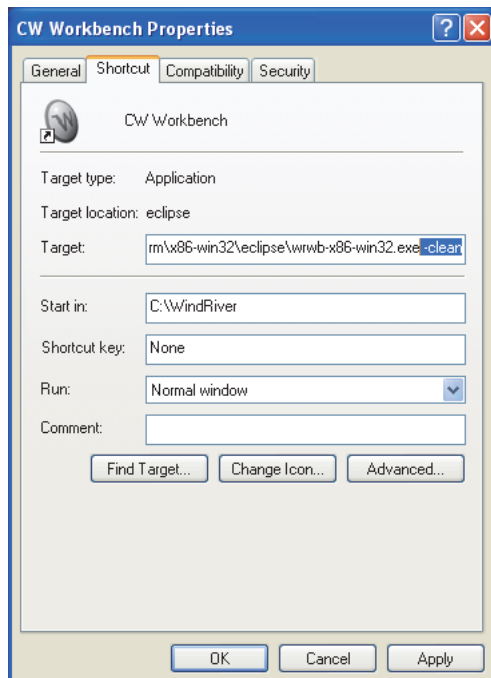 CW Workbench Properties
General Shortcut Compatibility Security
CW Workbench
Target type: Application
Target location: eclipse
Target: rm\x86-win32\eclipse\wrwb-x86-win32.exe -clean
Start in: C:\WindRiver
Shortcut key: None
Run: Normal window
Comment:
Find Target... Change Icon... Advanced...
OK Cancel Apply